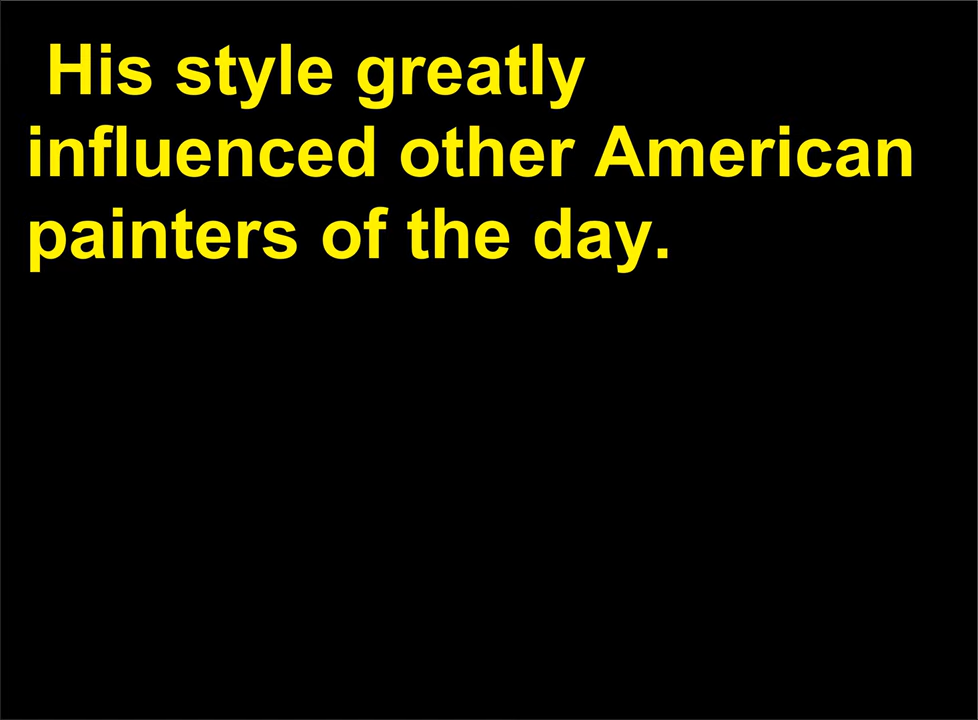 His style greatly
influenced other American
painters of the day.